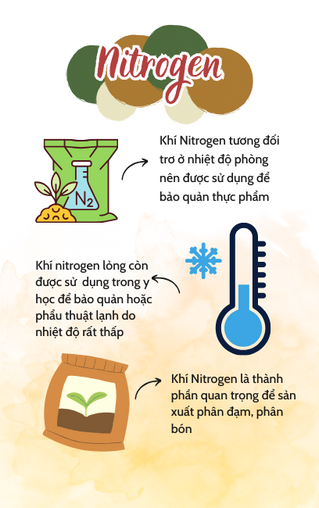 Nitrogen
Khí Nitrogen tương đối
trơ ở nhiệt độ phòng
nên được sử dụng để
bảo quản thực phẩm
N₂
Khí nitrogen lỏng còn
được sử dụng trong y
học để bảo quản hoặc
phẩu thuật lạnh do
nhiệt độ rất thấp
Khí Nitrogen là thành
phần quan trọng để sản
xuất phân đạm, phân
bón